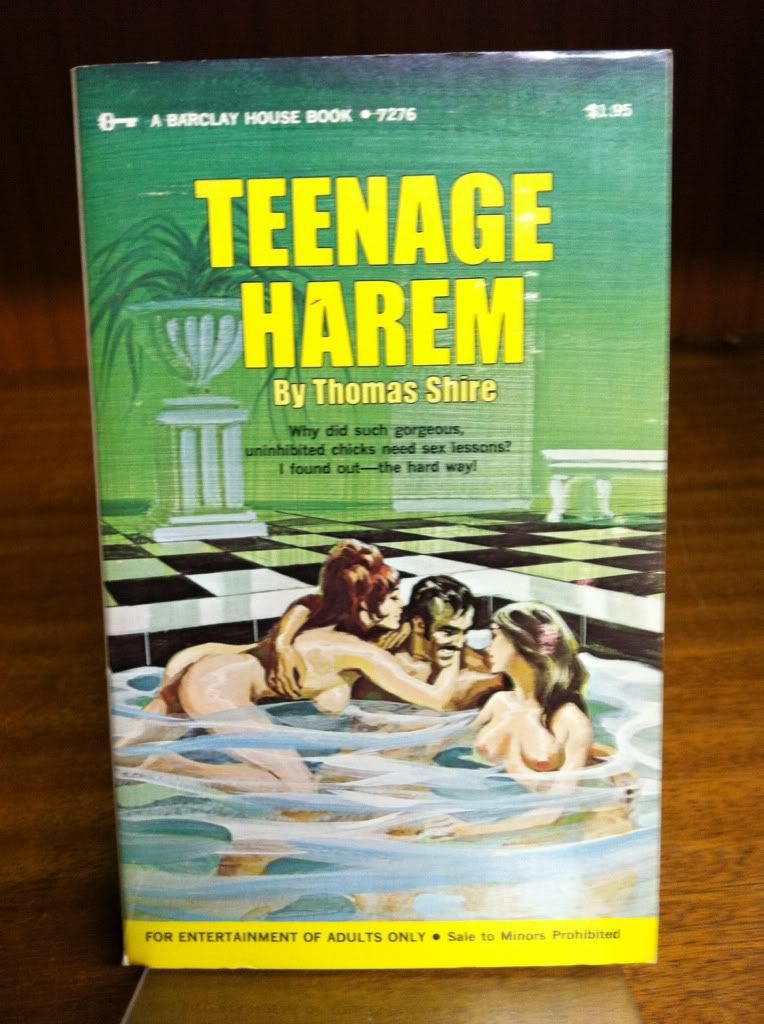 A BARCLAY HOUSE BOOK • 7276
$1.95
TEENAGE
HAREM
By Thomas Shire
Why did such gorgeous,
uninhibited chicks need sex lessons?
I found out—the hard way!
FOR ENTERTAINMENT OF ADULTS ONLY • Sale to Minors Prohibited